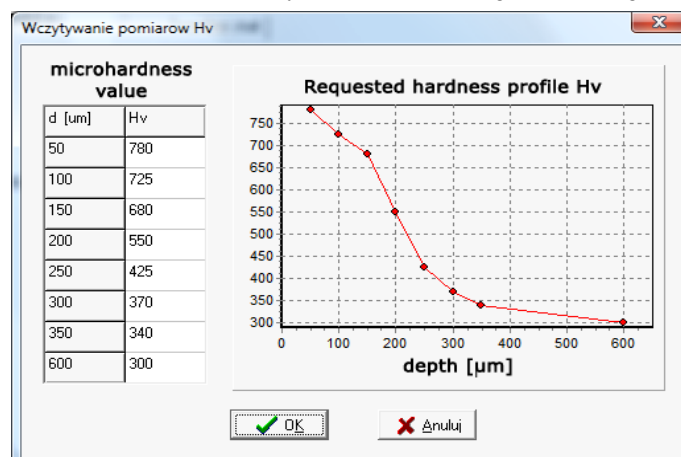 Wczytywanie pomiarow Hv
microhardness
value
d [um] Hv
50 780
100 725
150 680
200 550
250 425
300 370
350 340
600 300
Requested hardness profile Hv
750
700
650
600
550
500
450
400
350
300
0 100 200 300 400 500 600
depth [µm]
OK
Anuluj